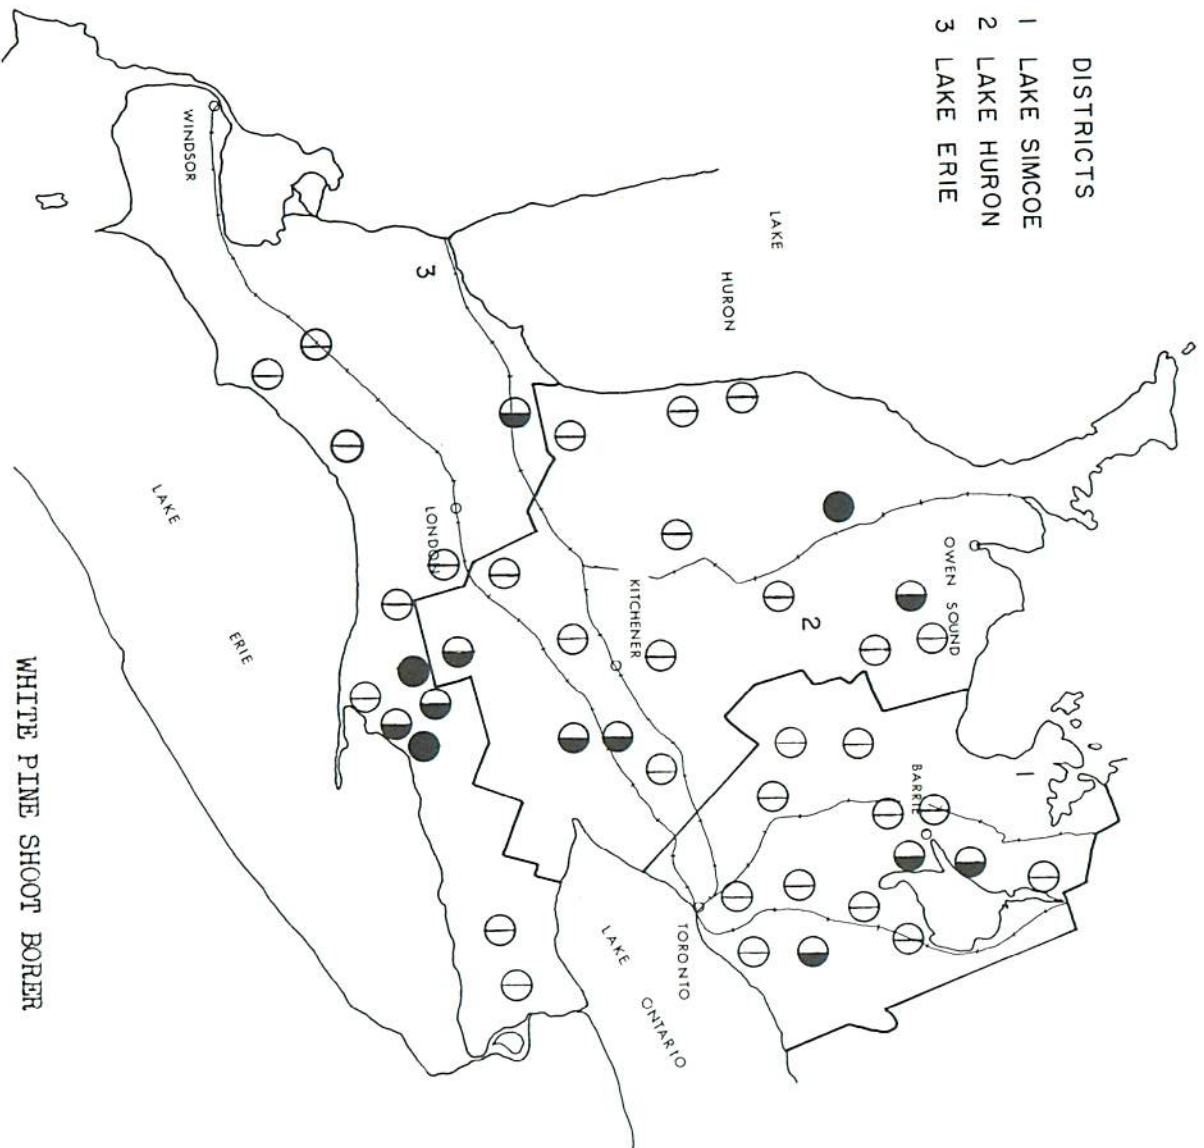 DISTRICTS
1 LAKE SIMCOE
2 LAKE HURON
3 LAKE ERIE
LAKE
HURON
OWEN SOUND
2
KITCHENER
1
BARRIE
3
WINDSOR
LONDON
TORONTO
LAKE
ONTARIO
LAKE
ERIE
WHITE PINE SHOOT BORER